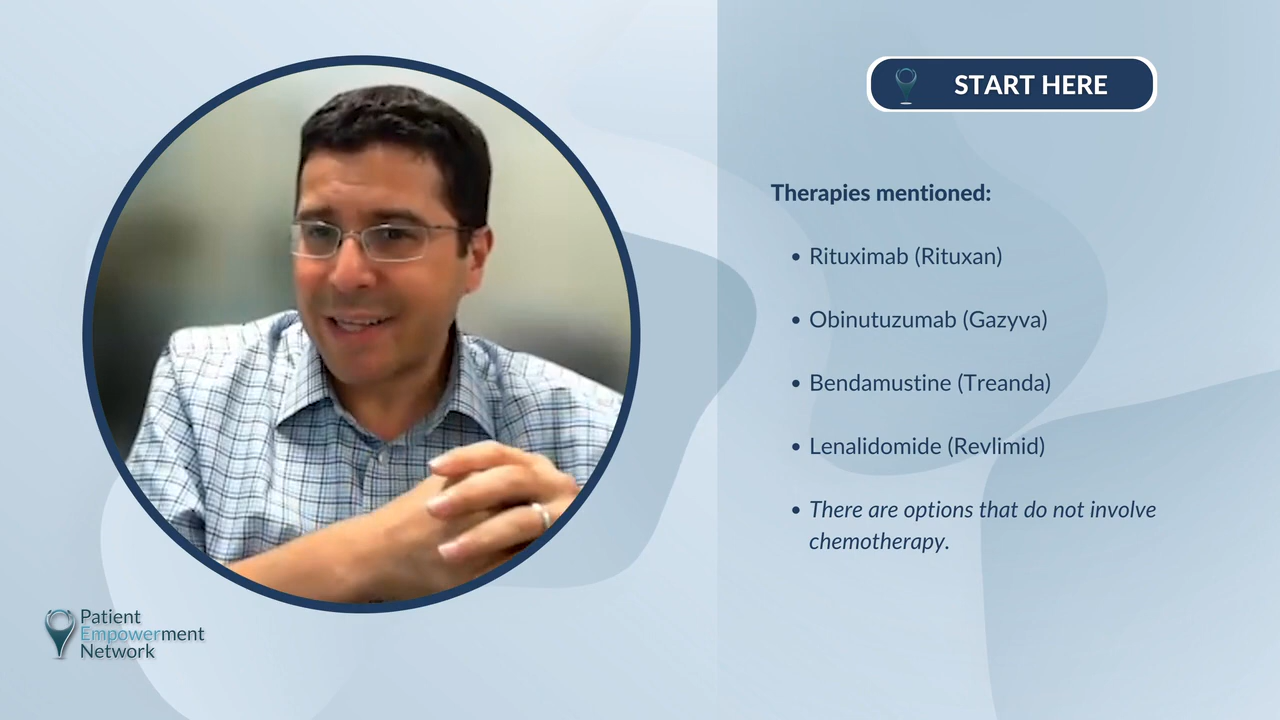 START HERE
Therapies mentioned:
• Rituximab (Rituxan)
• Obinutuzumab (Gazyva)
• Bendamustine (Treanda)
• Lenalidomide (Revlimid)
• There are options that do not involve
chemotherapy.
Patient
Empowerment
Network